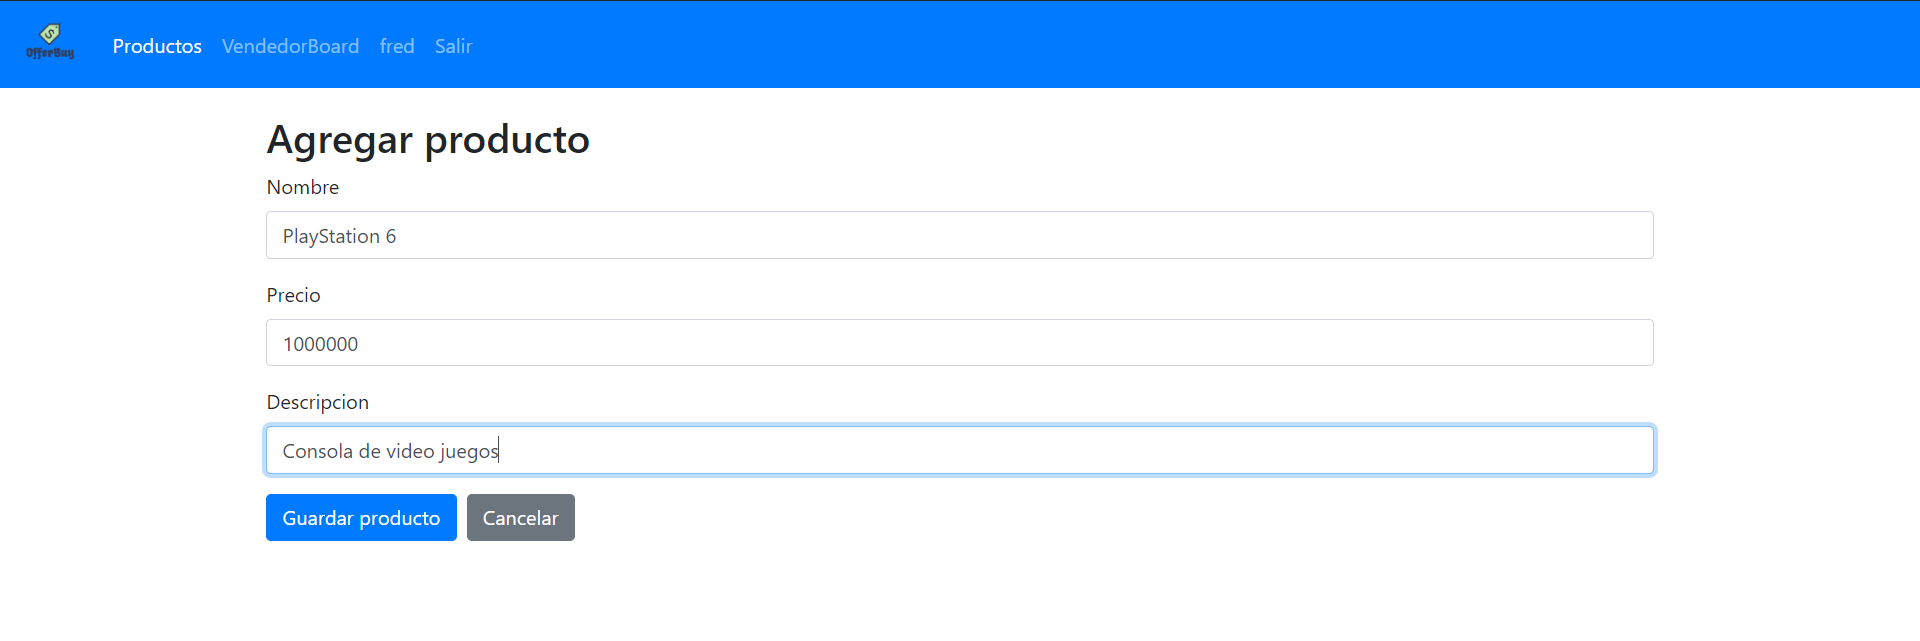 $
OfferBuy
Productos VendedorBoard fred Salir
Agregar producto
Nombre
PlayStation 6
Precio
1000000
Descripcion
Consola de video juegos
Guardar producto Cancelar